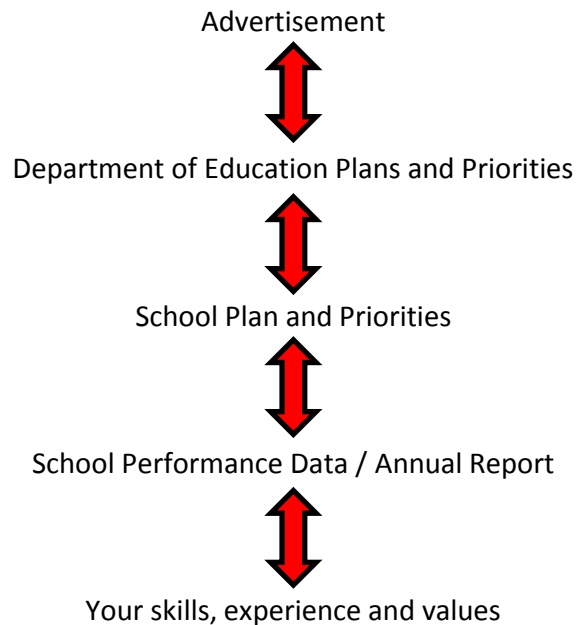 Advertisement
Department of Education Plans and Priorities
School Plan and Priorities
School Performance Data / Annual Report
Your skills, experience and values